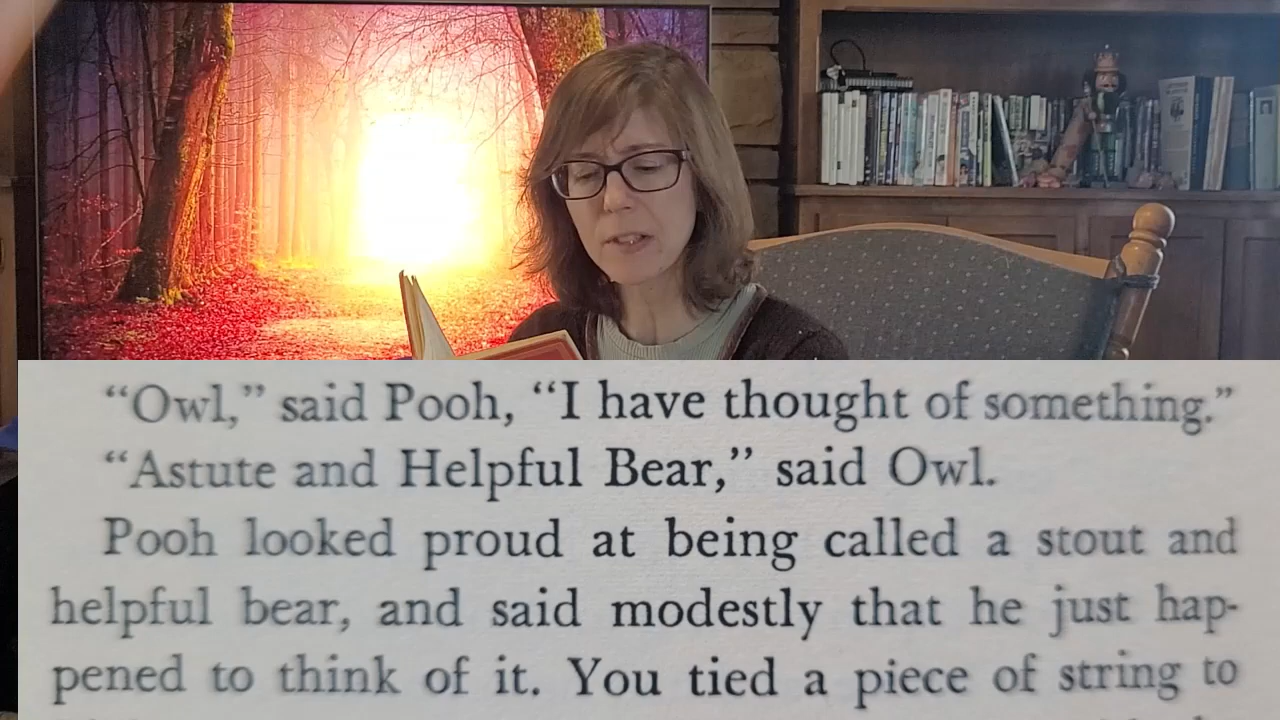 “Owl,” said Pooh, “I have thought of something.”
“Astute and Helpful Bear,” said Owl.
Pooh looked proud at being called a stout and
helpful bear, and said modestly that he just hap-
pened to think of it. You tied a piece of string to